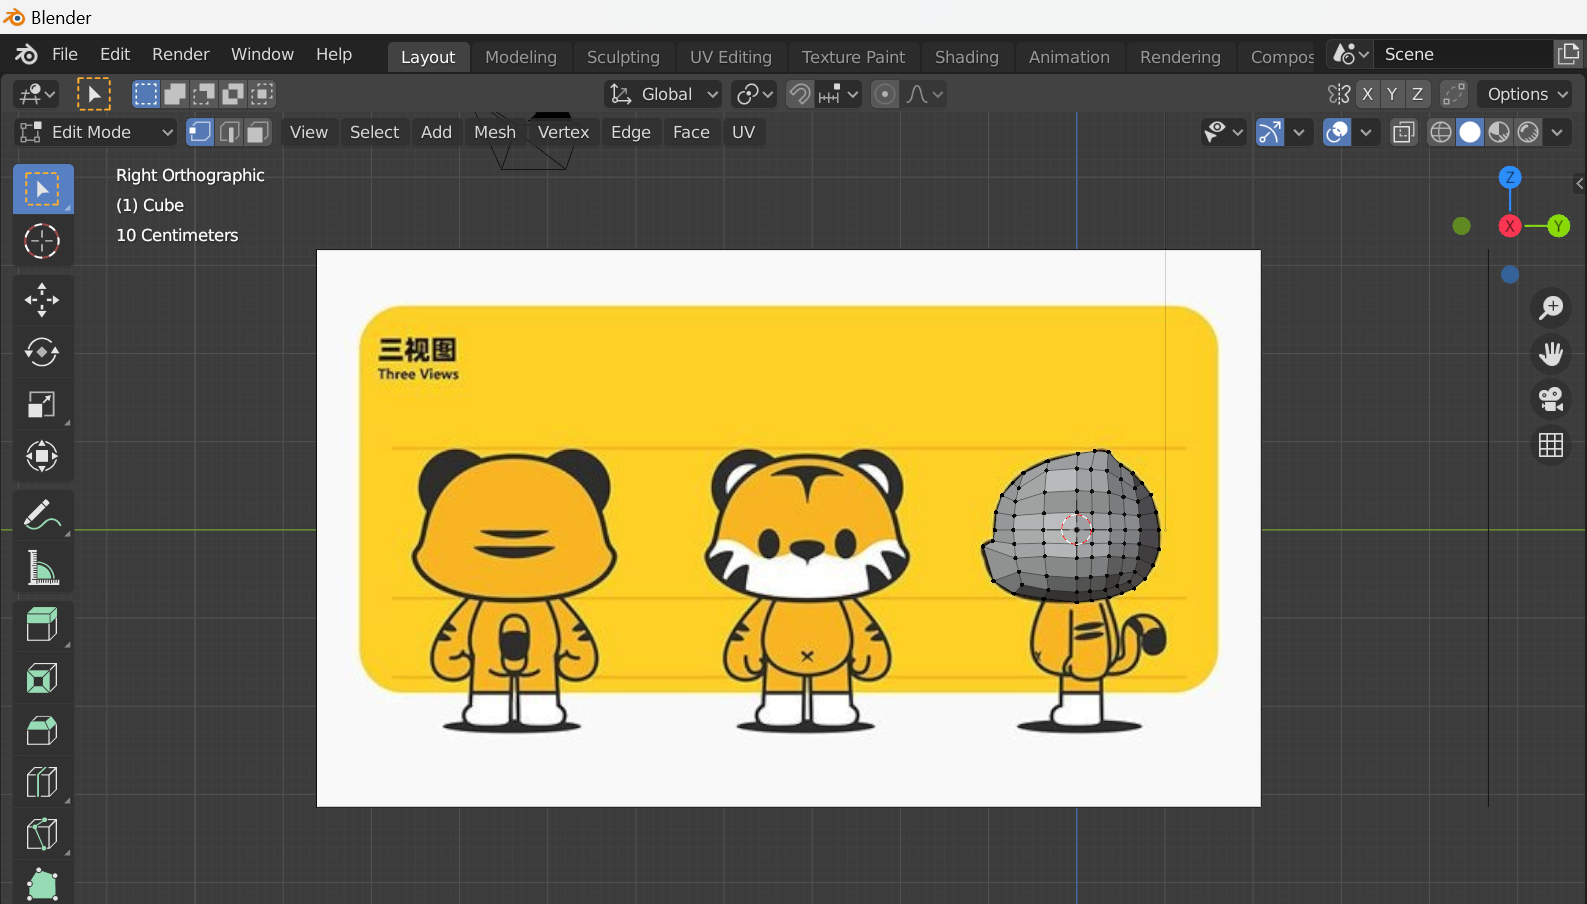 Blender
File Edit Render Window Help Layout Modeling Sculpting UV Editing Texture Paint Shading Animation Rendering Compos Scene
Global X Y Z Options
Edit Mode View Select Add Mesh Vertex Edge Face UV
Right Orthographic
(1) Cube
10 Centimeters
Z
X Y
三视图
Three Views